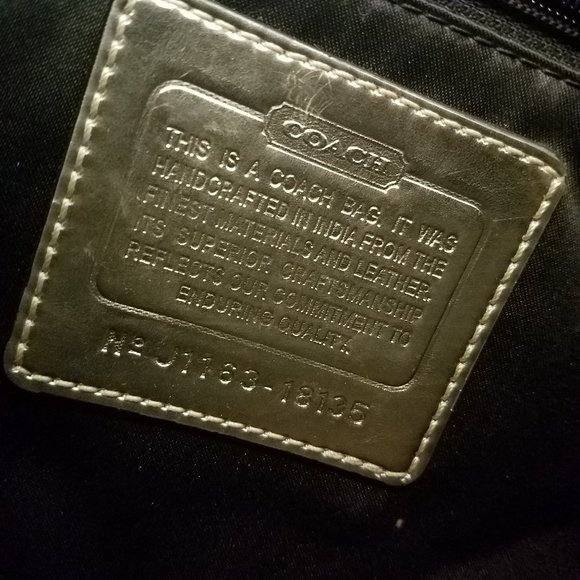 COACH
THIS IS A COACH BAG. IT WAS
HANDCRAFTED IN INDIA FROM THE
FINEST MATERIALS AND LEATHER.
ITS SUPERIOR CRAFTSMANSHIP
REFLECTS OUR COMMITMENT TO
ENDURING QUALITY.
Nº J1163-18135